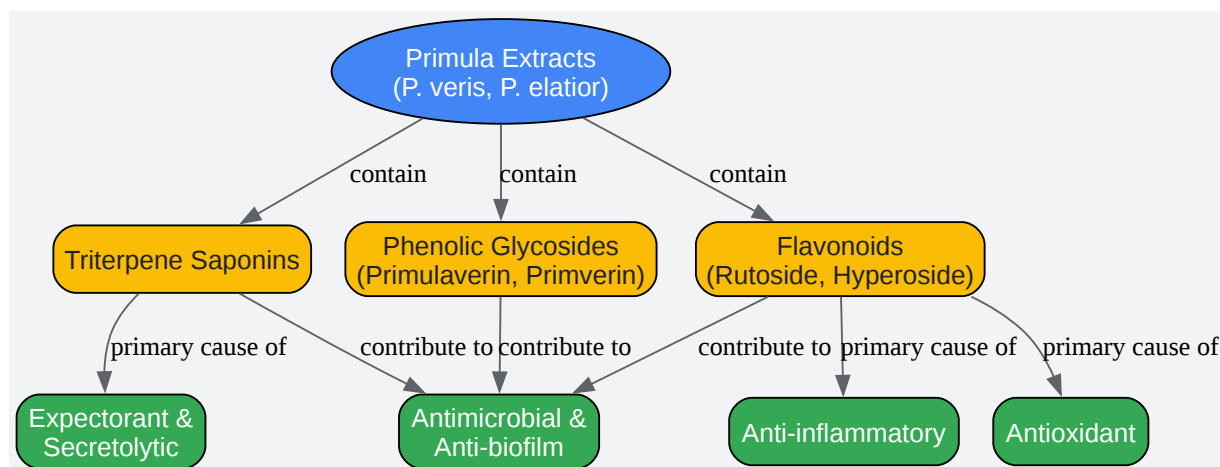 Primula Extracts
(P. veris, P. elatior)
contain
contain
contain
Triterpene Saponins
Phenolic Glycosides
(Primulaverin, Primverin)
Flavonoids
(Rutoside, Hyperoside)
primary cause of
contribute to
contribute to
contribute to
primary cause of
primary cause of
Expectorant &
Secretolytic
Antimicrobial &
Anti-biofilm
Anti-inflammatory
Antioxidant